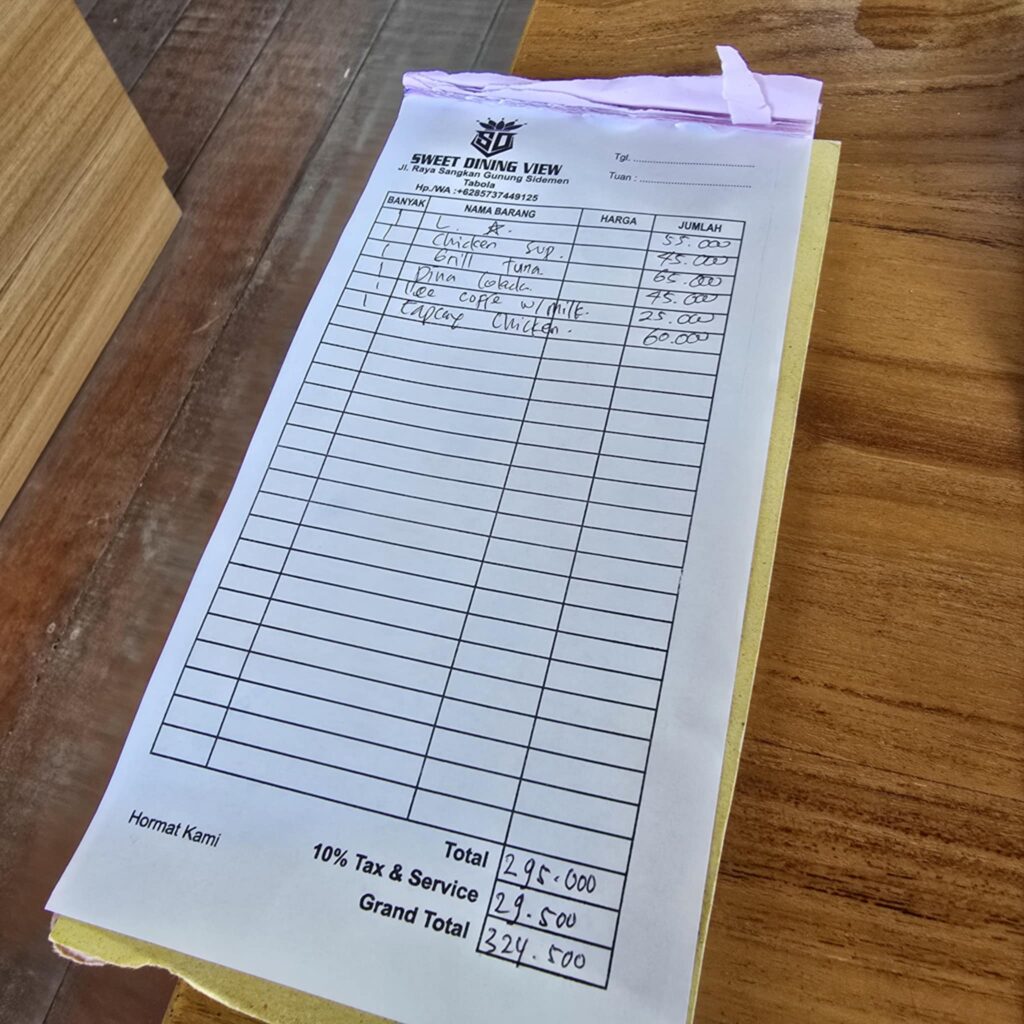 SD
SWEET DINING VIEW
Jl. Raya Sangkan Gunung Sidemen
Tabola
Hp./WA :+6285737449125
Tgl. ................................
Tuan : ................................
BANYAK NAMA BARANG HARGA JUMLAH
1 L. ☆. 55.000
1 Chicken sup. 45.000
1 Grill tuna 65.000
1 Pina Colada. 45.000
1 Ice coffe w/milk. 25.000
1 Capcay Chicken. 60.000
Hormat Kami
Total 295.000
10% Tax & Service 29.500
Grand Total 324.500